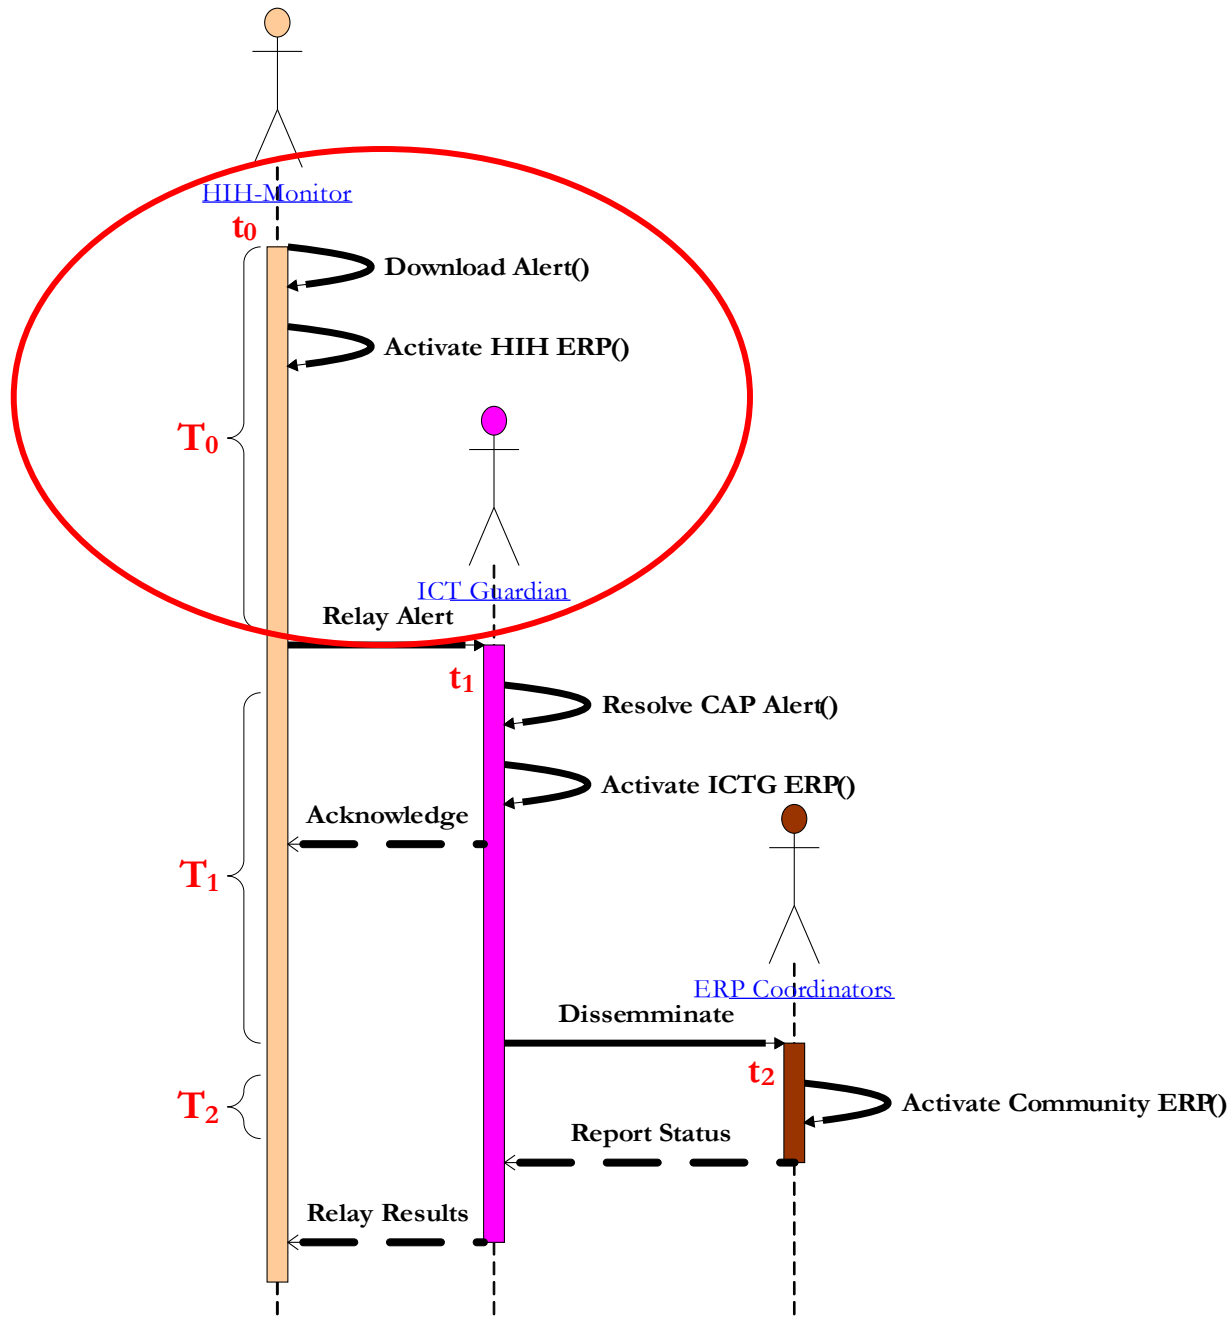 HIH-Monitor
t0
Download Alert()
Activate HIH ERP()
T0
ICT Guardian
Relay Alert
t1
Resolve CAP Alert()
Activate ICTG ERP()
Acknowledge
T1
ERP Coordinators
Dissemminate
t2
T2
Activate Community ERP()
Report Status
Relay Results